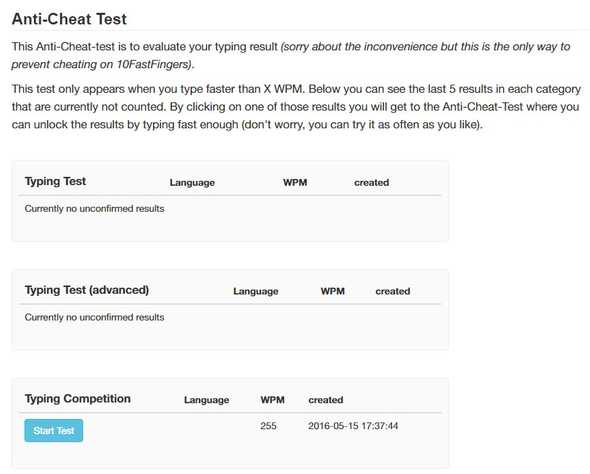 Anti-Cheat Test
This Anti-Cheat-test is to evaluate your typing result (sorry about the inconvenience but this is the only way to
prevent cheating on 10FastFingers).
This test only appears when you type faster than X WPM. Below you can see the last 5 results in each category
that are currently not counted. By clicking on one of those results you will get to the Anti-Cheat-Test where you
can unlock the results by typing fast enough (don't worry, you can try it as often as you like).
Typing Test Language WPM created
Currently no unconfirmed results
Typing Test (advanced) Language WPM created
Currently no unconfirmed results
Typing Competition Language WPM created
Start Test 255 2016-05-15 17:37:44